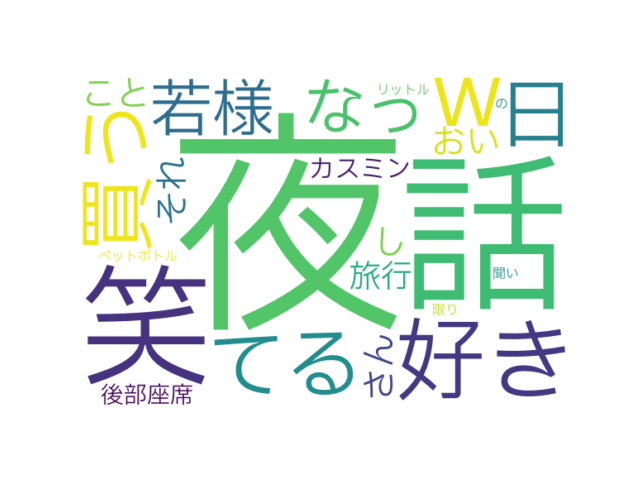 こと
若様
なっ
リットル
W
の
日
買う
それ
夜
カスミン
おい
話
ペットボトル
し
旅行
聞い
笑
てる
さん
限り
好き
後部座席